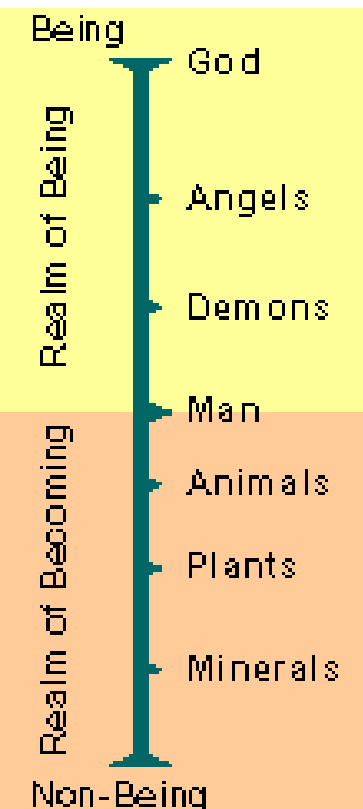 Being
God
Angels
Realm of Being
Demons
Man
Animals
Realm of Becoming
Plants
Minerals
Non-Being